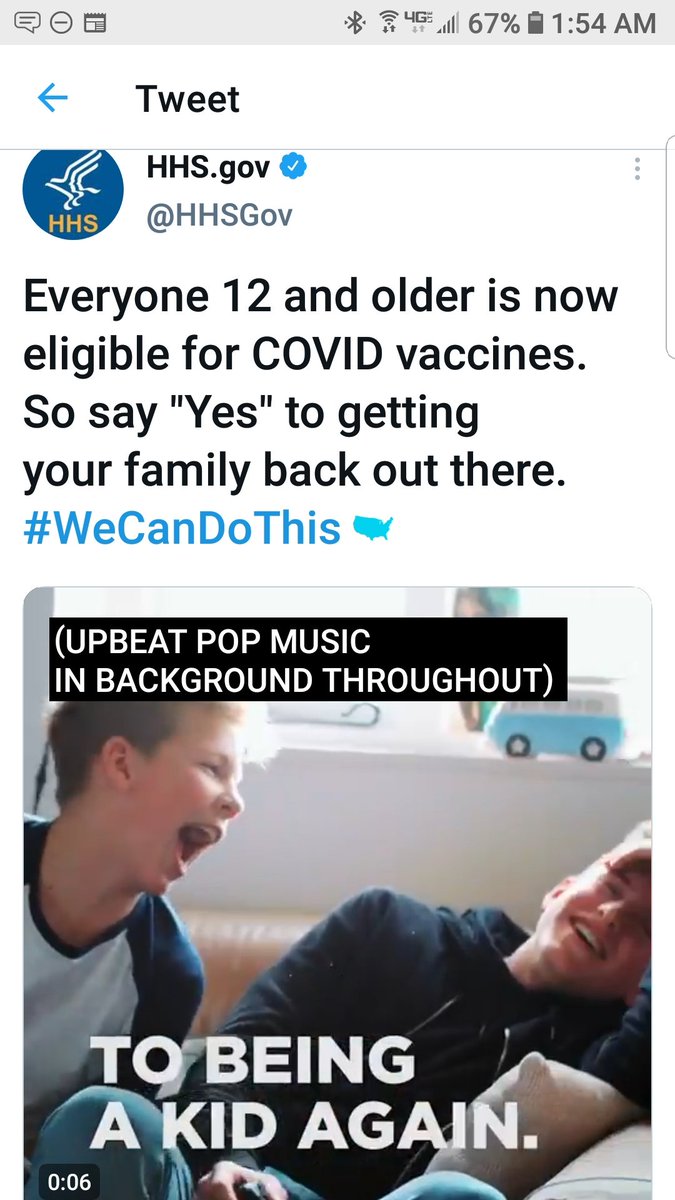 4G LTE 67% 1:54 AM
Tweet
HHS
HHS.gov
@HHSGov
Everyone 12 and older is now
eligible for COVID vaccines.
So say "Yes" to getting
your family back out there.
#WeCanDoThis
(UPBEAT POP MUSIC
IN BACKGROUND THROUGHOUT)
TO BEING
A KID AGAIN.
0:06